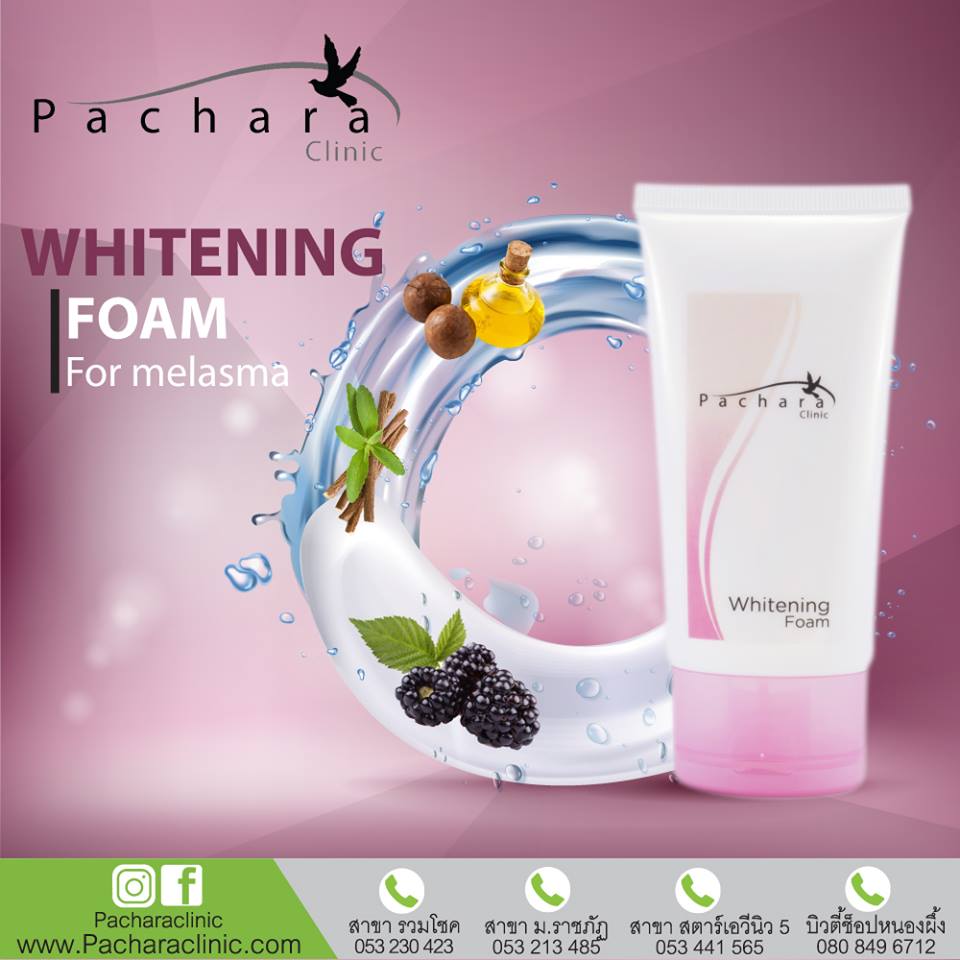 Pachara
Clinic
WHITENING
FOAM
For melasma
Pachara
Clinic
Whitening
Foam
Pacharaclinic
www.Pacharaclinic.com
สาขา รวมโชค
053 230 423
สาขา ม.ราชภัฏ
053 213 485
สาขา สตาร์เอวีนิว 5
053 441 565
บิวตี้ช็อปหนองผึ้ง
080 849 6712